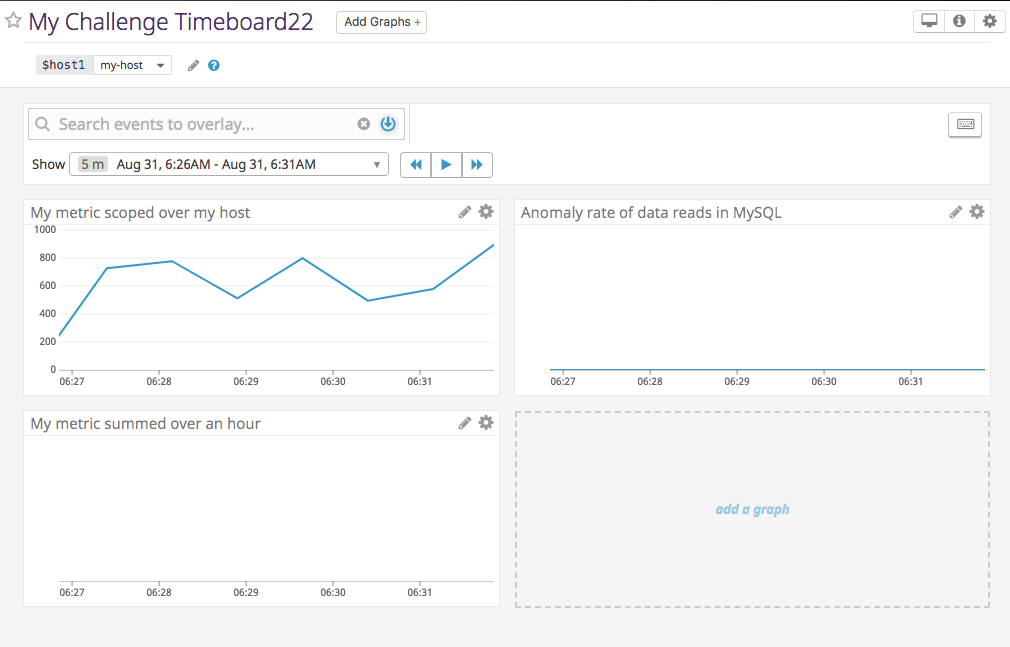 My Challenge Timeboard22
Add Graphs +
$host1 my-host
Search events to overlay...
Show 5 m Aug 31, 6:26AM - Aug 31, 6:31AM
My metric scoped over my host
1000
800
600
400
200
0
06:27 06:28 06:29 06:30 06:31
Anomaly rate of data reads in MySQL
06:27 06:28 06:29 06:30 06:31
My metric summed over an hour
06:27 06:28 06:29 06:30 06:31
add a graph